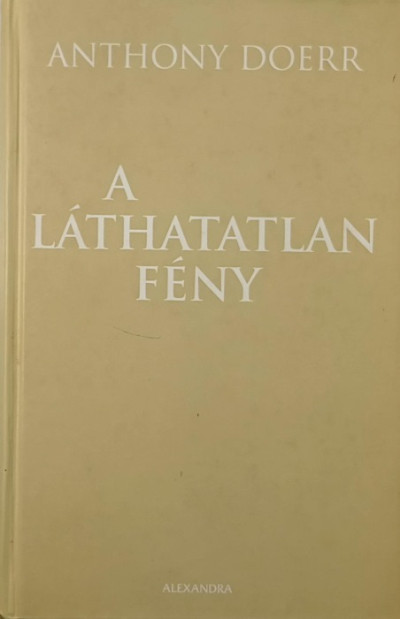 ANTHONY DOERR
A
LÁTHATATLAN
FÉNY
ALEXANDRA